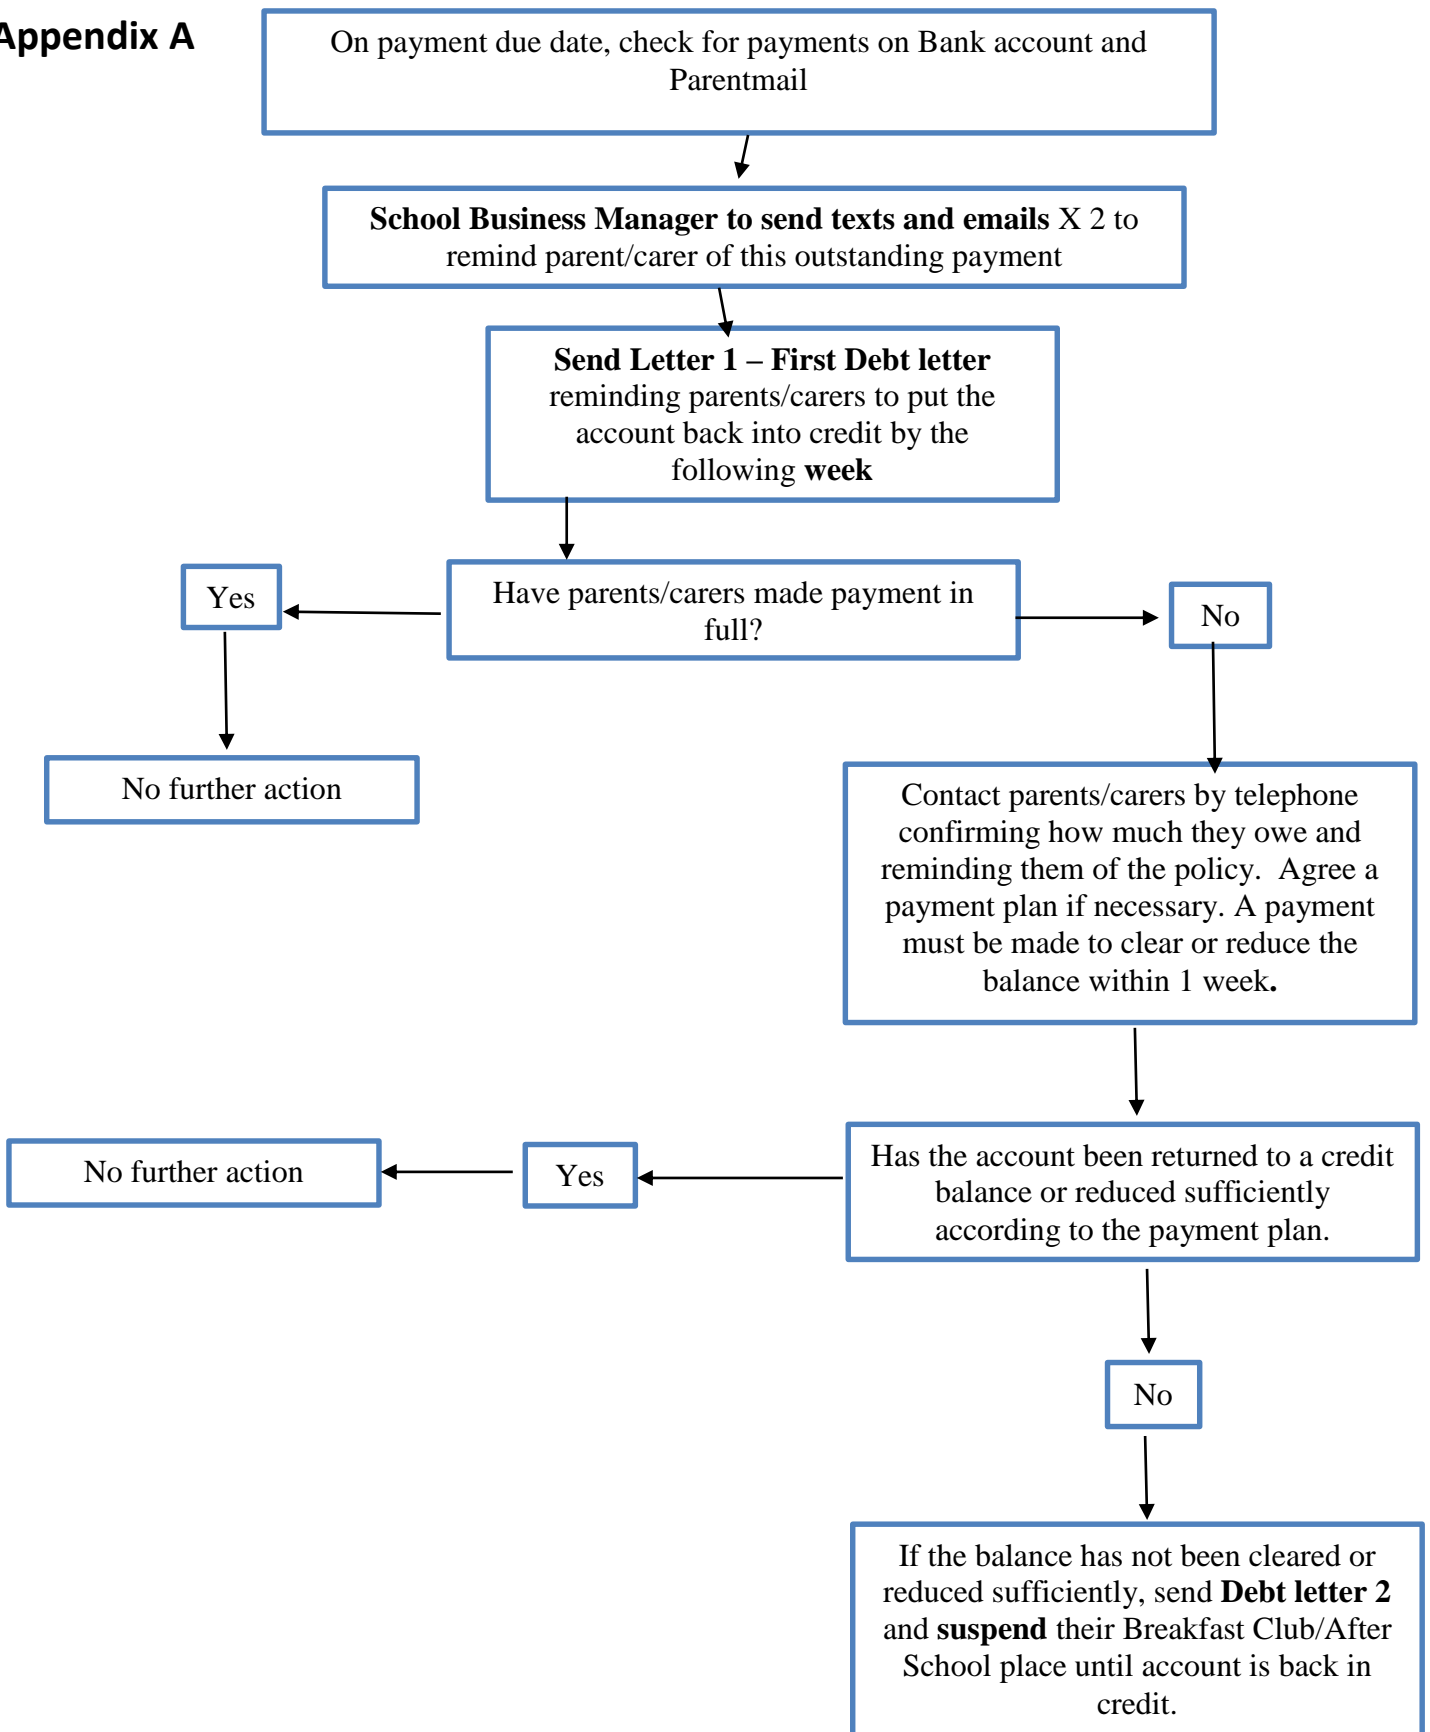 Appendix A
On payment due date, check for payments on Bank account and
Parentmail
School Business Manager to send texts and emails X 2 to
remind parent/carer of this outstanding payment
Send Letter 1 – First Debt letter
reminding parents/carers to put the
account back into credit by the
following week
Yes
Have parents/carers made payment in
full?
No
No further action
Contact parents/carers by telephone
confirming how much they owe and
reminding them of the policy.  Agree a
payment plan if necessary. A payment
must be made to clear or reduce the
balance within 1 week.
No further action
Yes
Has the account been returned to a credit
balance or reduced sufficiently
according to the payment plan.
No
If the balance has not been cleared or
reduced sufficiently, send Debt letter 2
and suspend their Breakfast Club/After
School place until account is back in
credit.